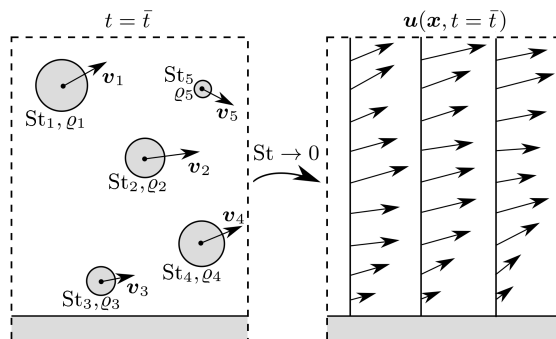 t = t̄
u(x, t = t̄)
v₁
St₁, ϱ₁
St₅
ϱ₅
v₅
St → 0
v₂
St₂, ϱ₂
v₄
St₄, ϱ₄
v₃
St₃, ϱ₃